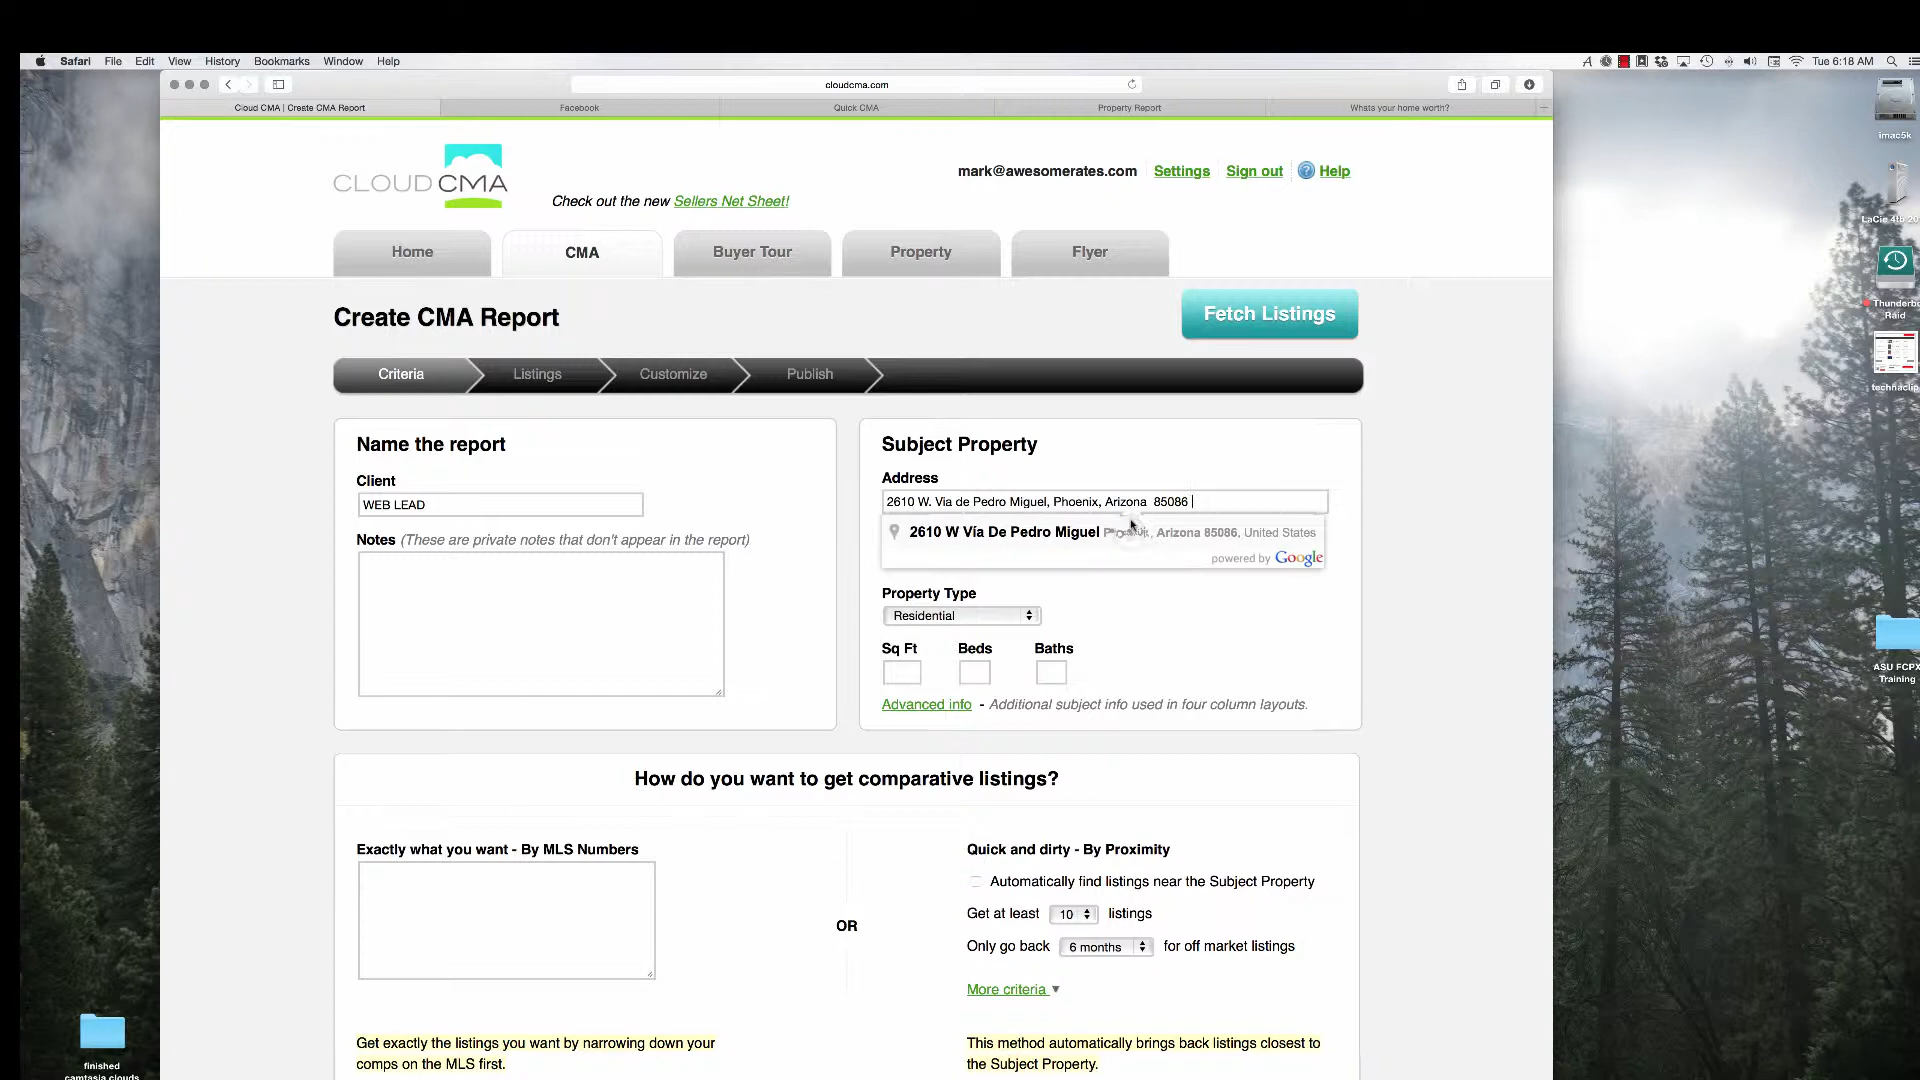 Safari File Edit View History Bookmarks Window Help
Tue 6:18 AM
cloudcma.com
Cloud CMA | Create CMA Report Facebook Quick CMA Property Report Whats your home worth?
CLOUD CMA
Check out the new Sellers Net Sheet!
mark@awesomerates.com Settings Sign out ? Help
Home CMA Buyer Tour Property Flyer
Create CMA Report
Fetch Listings
Criteria Listings Customize Publish
Name the report
Client
WEB LEAD
Notes (These are private notes that don't appear in the report)
Subject Property
Address
2610 W. Via de Pedro Miguel, Phoenix, Arizona 85086
2610 W Vía De Pedro Miguel Arizona 85086, United States
powered by Google
Property Type
Residential
Sq Ft Beds Baths
Advanced info - Additional subject info used in four column layouts.
How do you want to get comparative listings?
Exactly what you want - By MLS Numbers
OR
Quick and dirty - By Proximity
Automatically find listings near the Subject Property
Get at least 10 listings
Only go back 6 months for off market listings
More criteria ▼
Get exactly the listings you want by narrowing down your
comps on the MLS first.
This method automatically brings back listings closest to
the Subject Property.
imac5k
LaCie 4tb
Raid
technaclip
ASU FCPX
Training
finished
camtasia clouds